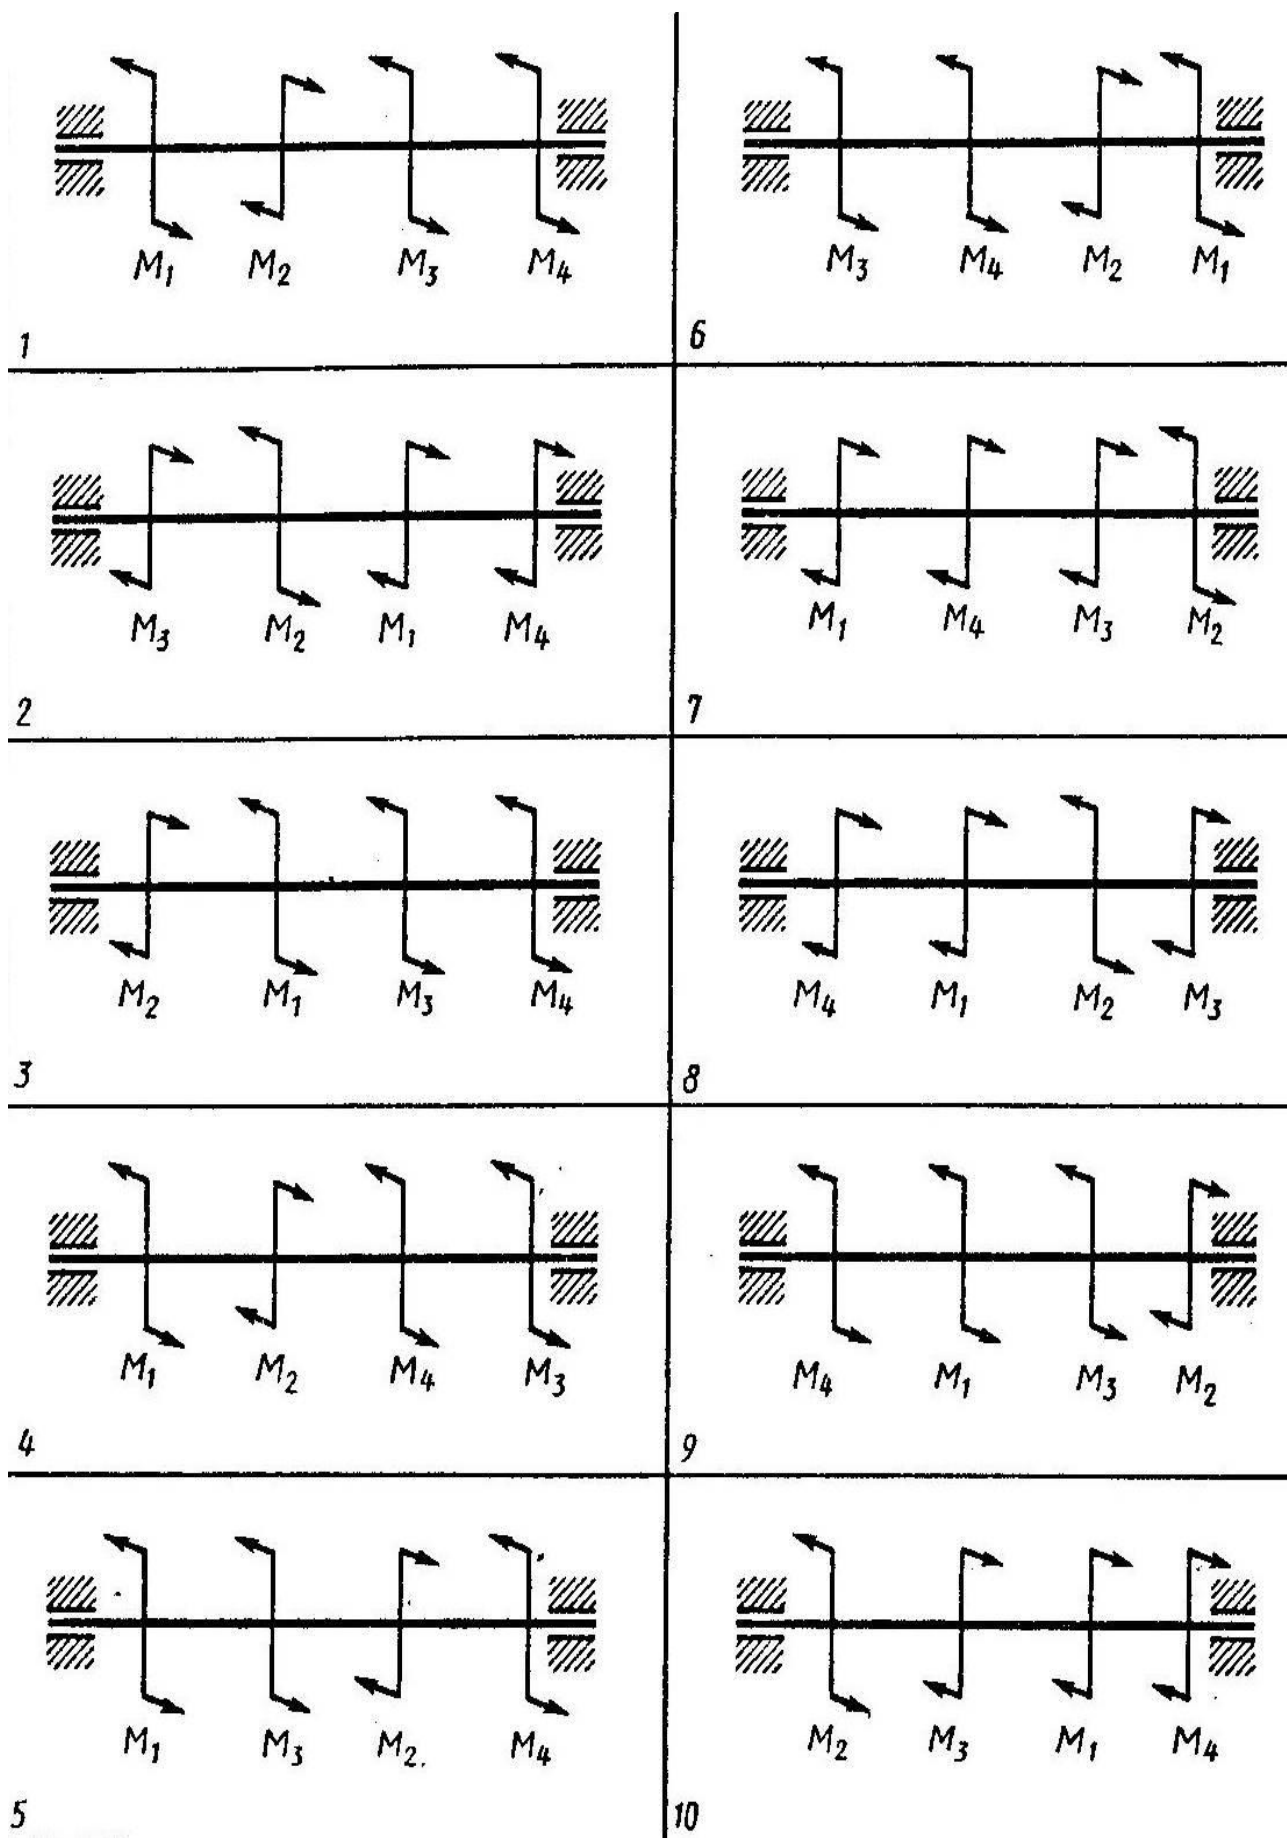 M₁ M₂ M₃ M₄
1
M₃ M₄ M₂ M₁
6
M₃ M₂ M₁ M₄
2
M₁ M₄ M₃ M₂
7
M₂ M₁ M₃ M₄
3
M₄ M₁ M₂ M₃
8
M₁ M₂ M₄ M₃
4
M₄ M₁ M₃ M₂
9
M₁ M₃ M₂. M₄
5
M₂ M₃ M₁ M₄
10